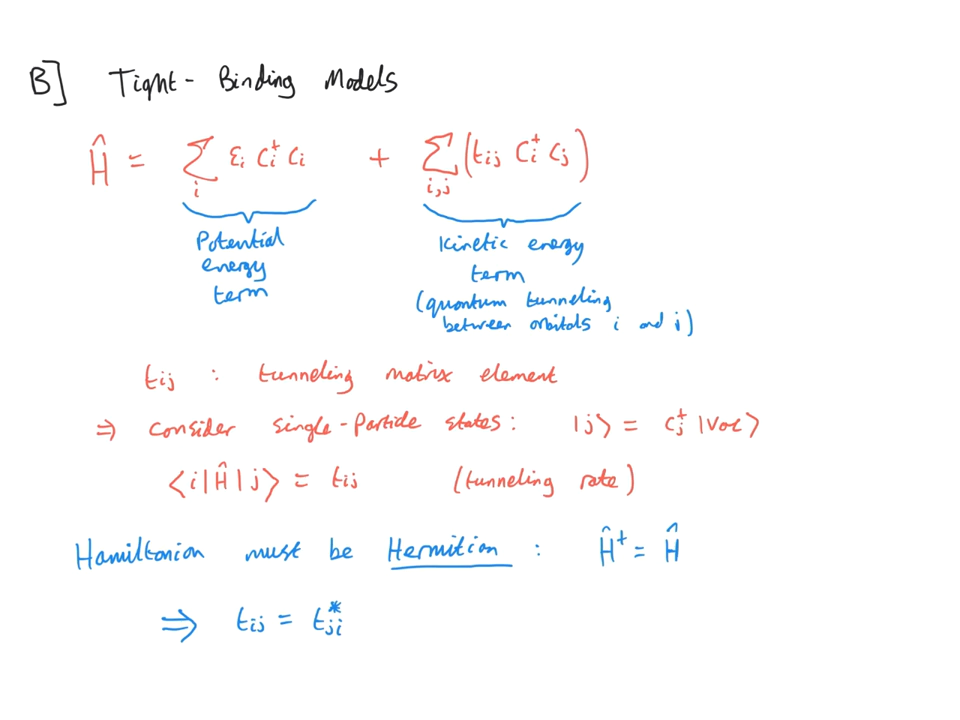 B] Tight-Binding Models
Ĥ = ∑ᵢ εᵢ cᵢ† cᵢ + ∑ᵢ,ⱼ (tᵢⱼ cᵢ† cⱼ)
Potential energy term
Kinetic energy term
(quantum tunneling between orbitals i and j)
tᵢⱼ : tunneling matrix element
⇒ consider single-particle states: |j⟩ = cⱼ† |Vac⟩
⟨i|Ĥ|j⟩ = tᵢⱼ (tunneling rate)
Hamiltonian must be Hermitian : Ĥ† = Ĥ
⇒ tᵢⱼ = tⱼᵢ*